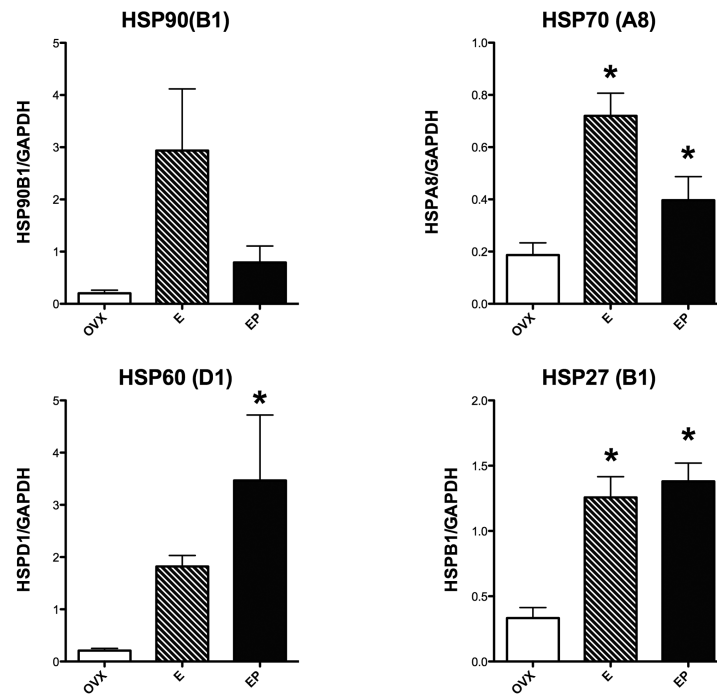 HSP90(B1)
HSP90B1/GAPDH
5
4
3
2
1
0
OVX
E
EP
HSP70 (A8)
HSPA8/GAPDH
1.0
0.8
0.6
0.4
0.2
0.0
*
*
OVX
E
EP
HSP60 (D1)
HSPD1/GAPDH
5
4
3
2
1
0
*
OVX
E
EP
HSP27 (B1)
HSPB1/GAPDH
2.0
1.5
1.0
0.5
0.0
*
*
OVX
E
EP